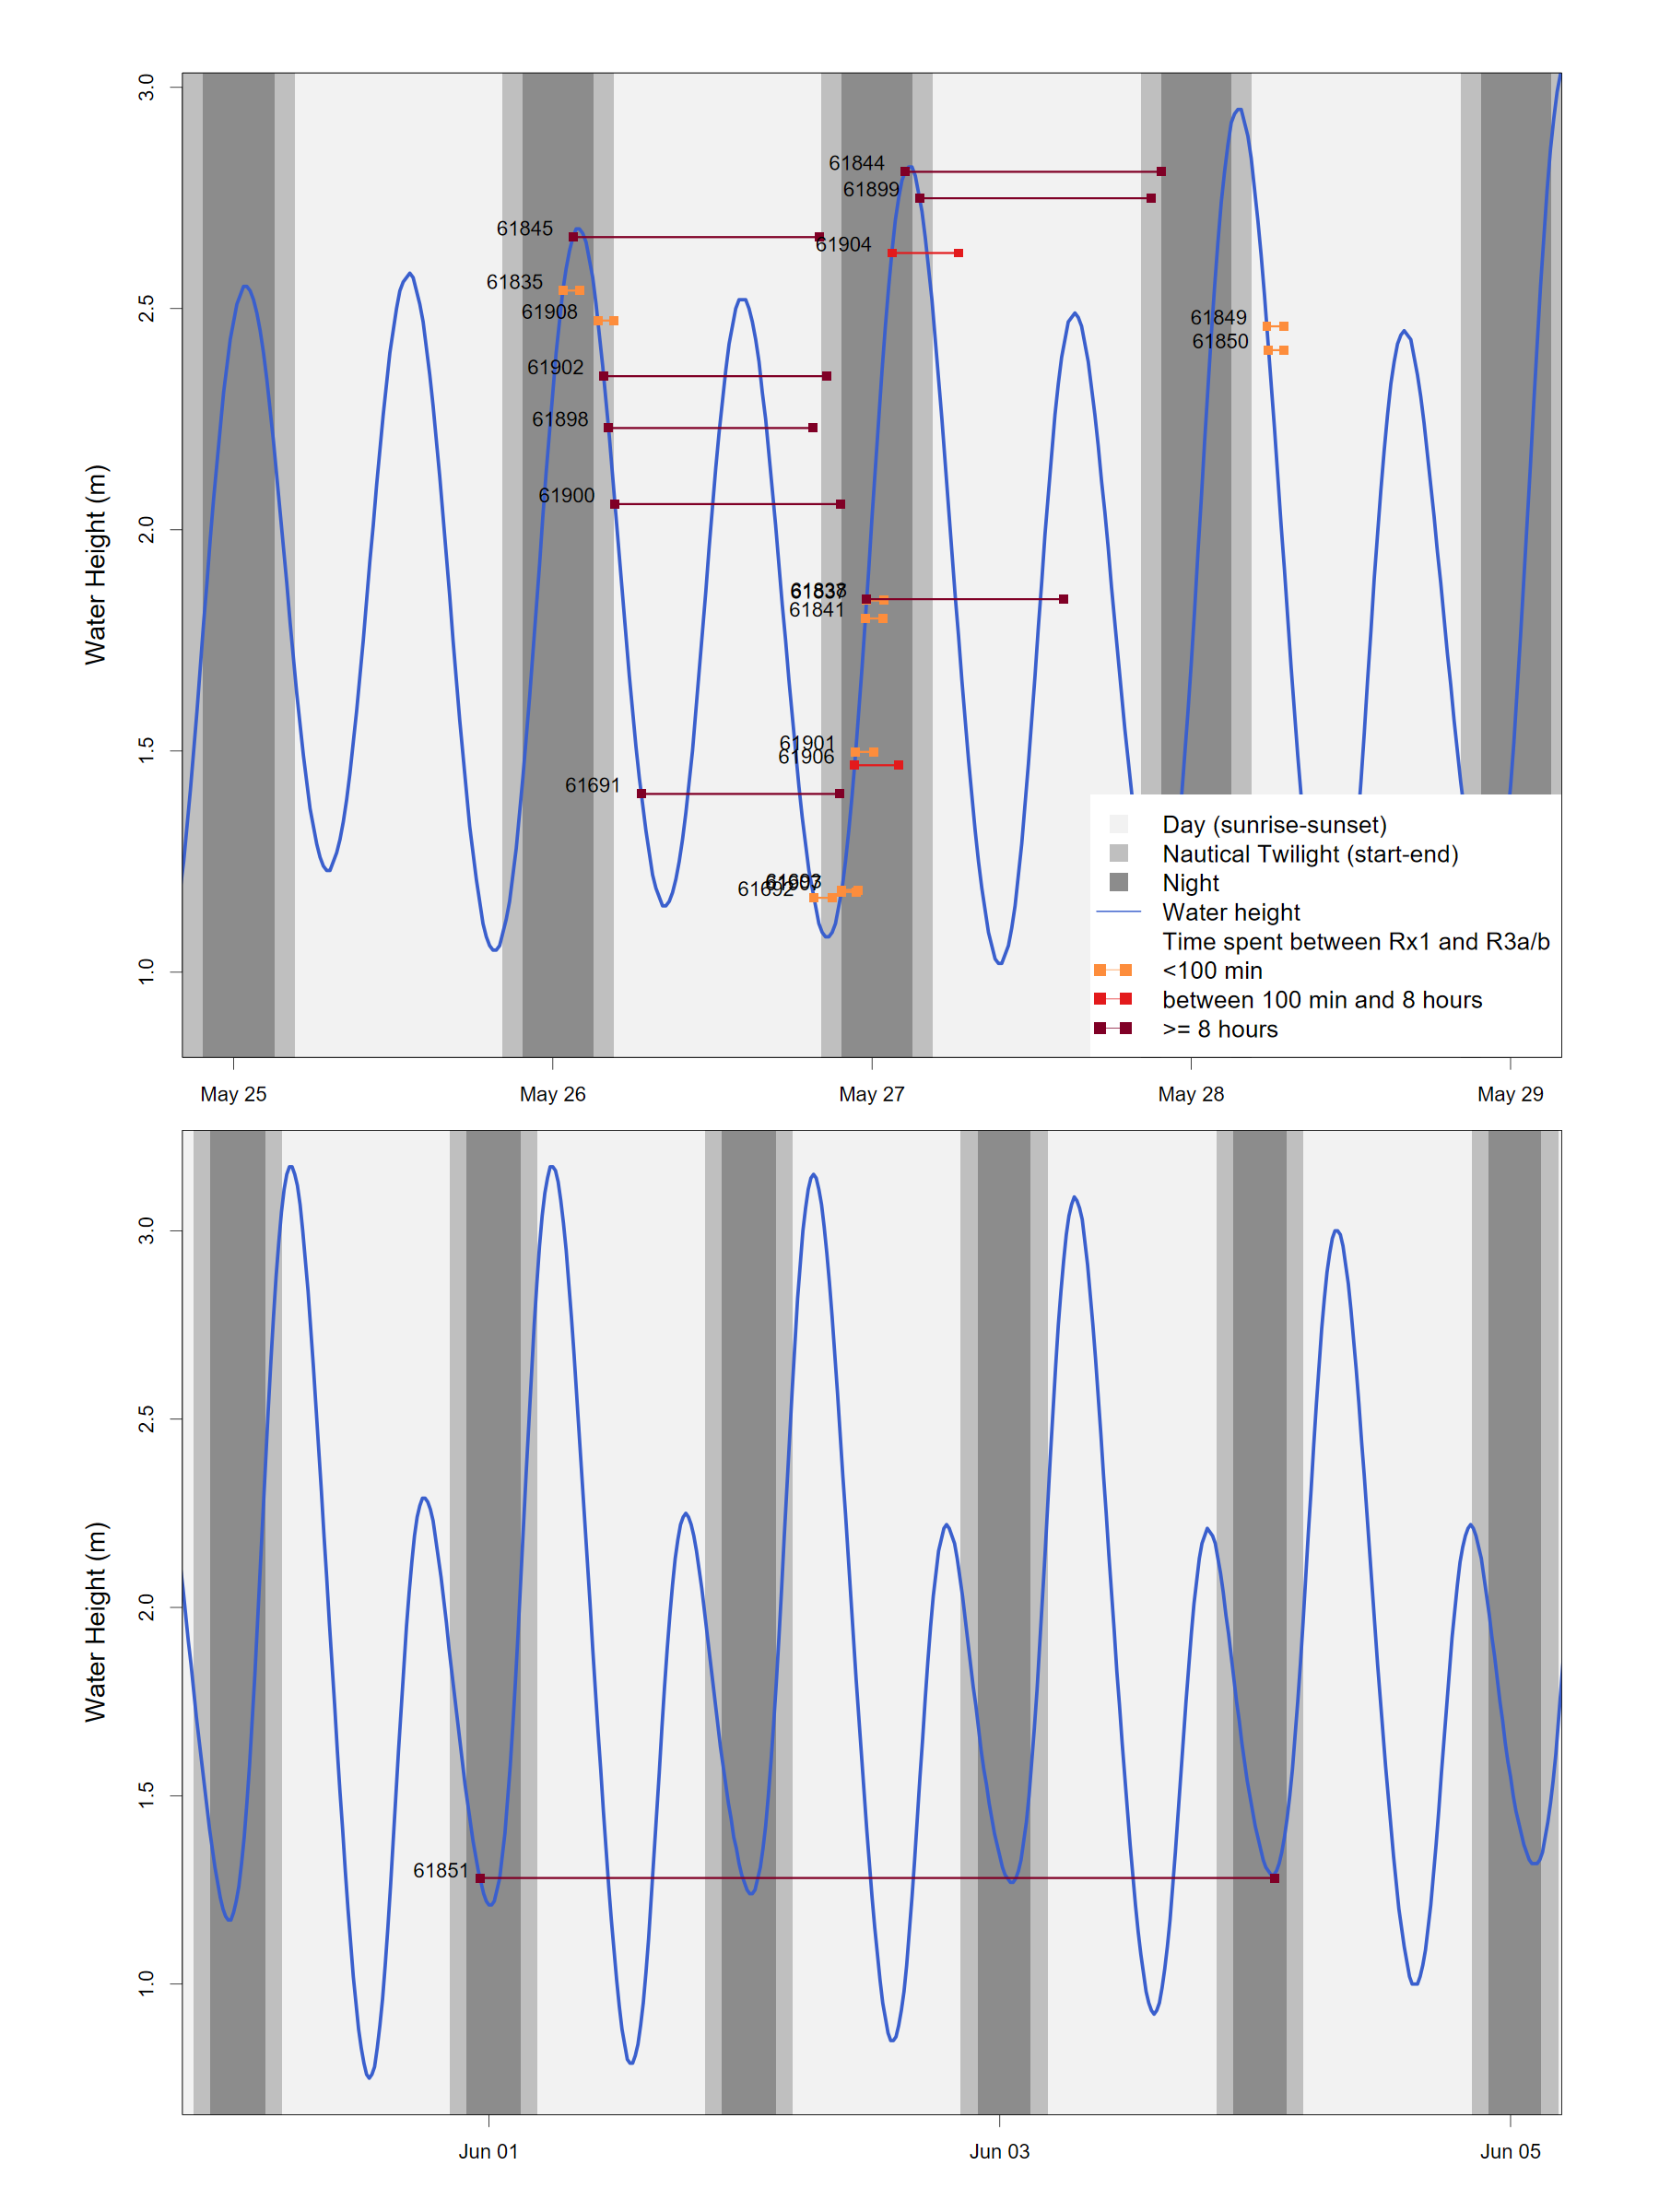 3.0
2.5
2.0
1.5
1.0
Water Height (m)
61844
61899
61845
61904
61835
61908
61849
61850
61902
61898
61900
61841
61901
61906
61691
61692
Day (sunrise-sunset)
Nautical Twilight (start-end)
Night
Water height
Time spent between Rx1 and R3a/b
<100 min
between 100 min and 8 hours
>= 8 hours
May 25
May 26
May 27
May 28
May 29
3.0
2.5
2.0
1.5
1.0
Water Height (m)
61851
Jun 01
Jun 03
Jun 05